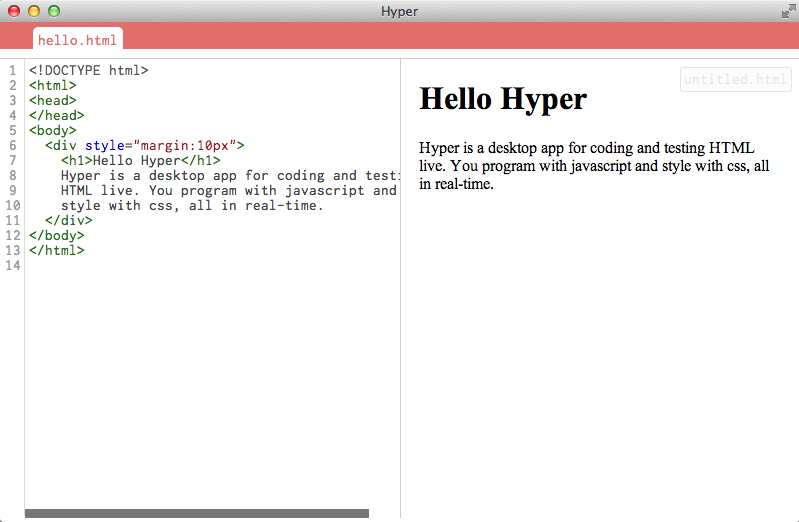 Hyper
hello.html
1 <!DOCTYPE html>
2 <html>
3 <head>
4 </head>
5 <body>
6 <div style="margin:10px">
7 <h1>Hello Hyper</h1>
8 Hyper is a desktop app for coding and testi
9 HTML live. You program with javascript and
10 style with css, all in real-time.
11 </div>
12 </body>
13 </html>
14
untitled.html
Hello Hyper
Hyper is a desktop app for coding and testing HTML
live. You program with javascript and style with css, all
in real-time.